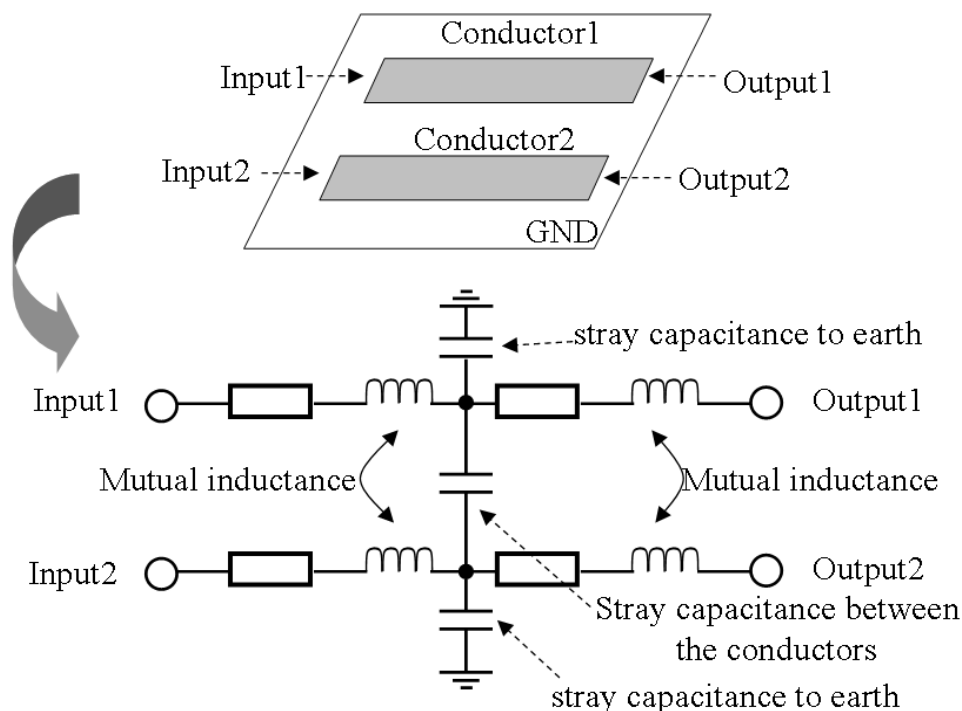 Conductor1
Input1
Output1
Conductor2
Input2
Output2
GND
stray capacitance to earth
Input1
Output1
Mutual inductance
Mutual inductance
Input2
Output2
Stray capacitance between
the conductors
stray capacitance to earth